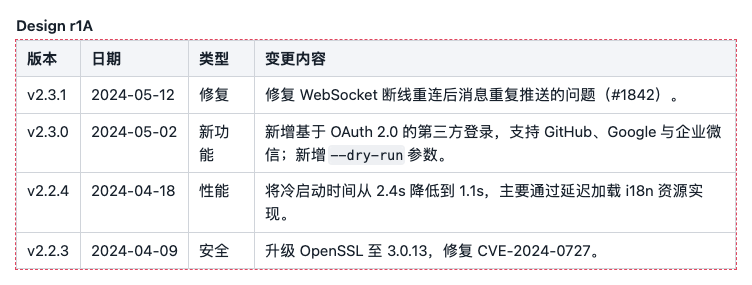 Design r1A
版本 日期 类型 变更内容
v2.3.1 2024-05-12 修复 修复 WebSocket 断线重连后消息重复推送的问题（#1842）。
v2.3.0 2024-05-02 新功能 新增基于 OAuth 2.0 的第三方登录，支持 GitHub、Google 与企业微
信；新增 --dry-run 参数。
v2.2.4 2024-04-18 性能 将冷启动时间从 2.4s 降低到 1.1s，主要通过延迟加载 i18n 资源实
现。
v2.2.3 2024-04-09 安全 升级 OpenSSL 至 3.0.13，修复 CVE-2024-0727。